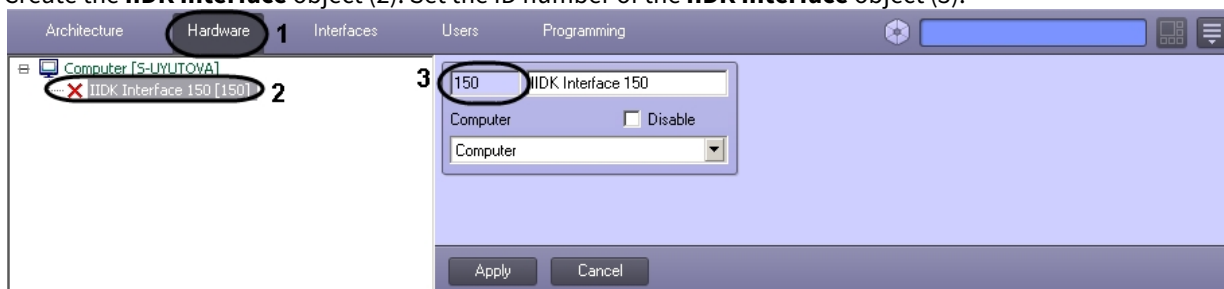 Create the IIDK Interface object (2). Set the ID number of the IIDK Interface object (3).
Architecture Hardware 1 Interfaces Users Programming
Computer [S-UYUTOVA]
IIDK Interface 150 [150] 2
3 150 IIDK Interface 150
Computer Disable
Computer
Apply Cancel